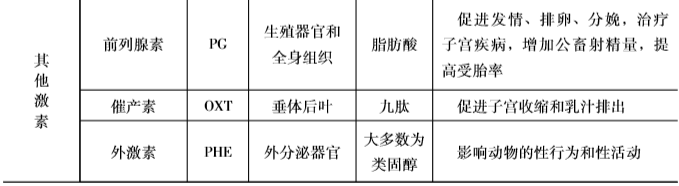 其他激素
前列腺素 PG 生殖器官和全身组织 脂肪酸 促进发情、排卵、分娩，治疗子宫疾病，增加公畜射精量，提高受胎率
催产素 OXT 垂体后叶 九肽 促进子宫收缩和乳汁排出
外激素 PHE 外分泌器官 大多数为类固醇 影响动物的性行为和性活动